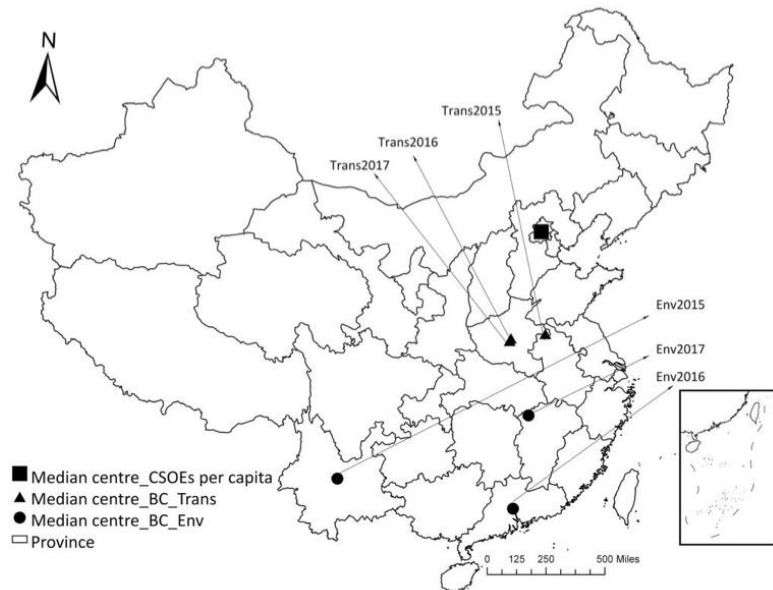 N
Trans2015
Trans2016
Trans2017
Env2015
Env2017
Env2016
Median centre_CSOEs per capita
Median centre_BC_Trans
Median centre_BC_Env
Province
0 125 250 500 Miles